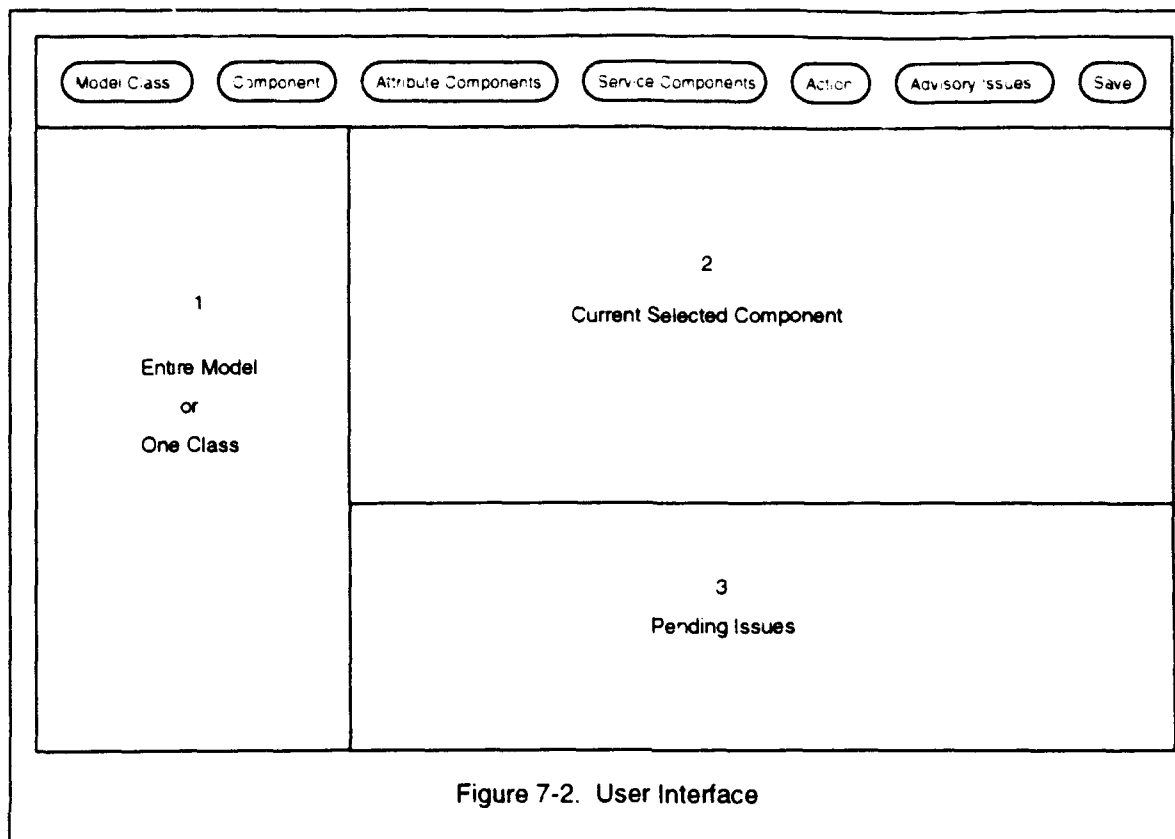 Model Class Component Attribute Components Service Components Action Advisory Issues Save
1
Entire Model
or
One Class
2
Current Selected Component
3
Pending Issues
Figure 7-2. User Interface